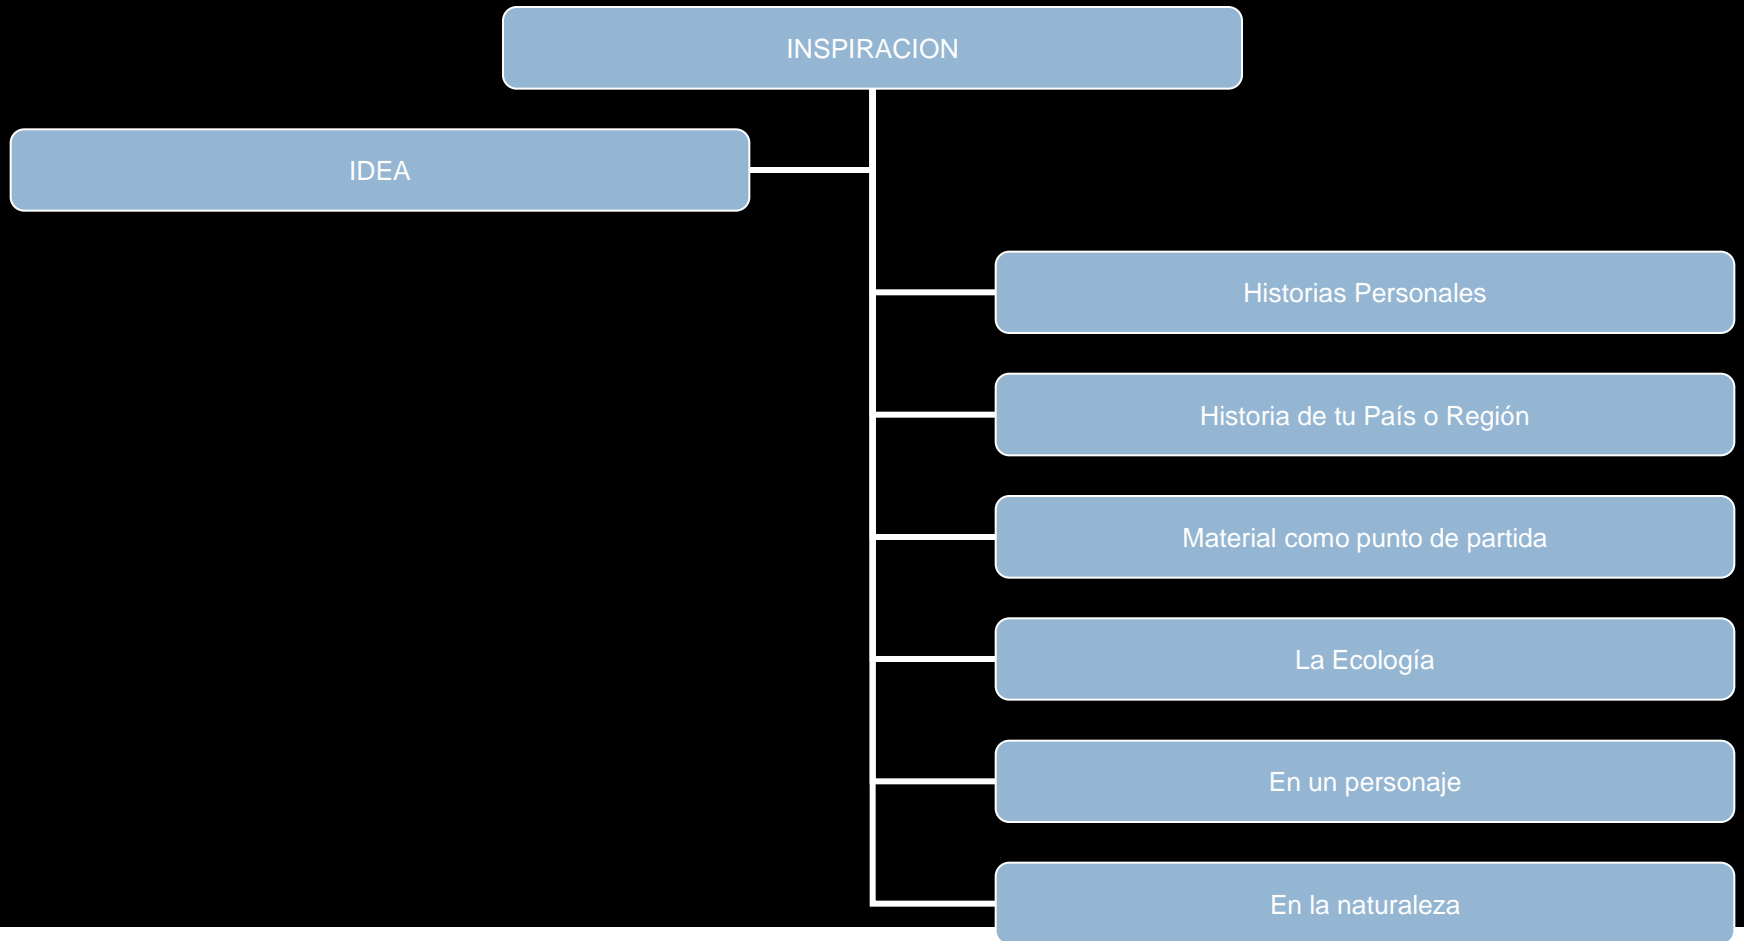 INSPIRACION
IDEA
Historias Personales
Historia de tu País o Región
Material como punto de partida
La Ecología
En un personaje
En la naturaleza